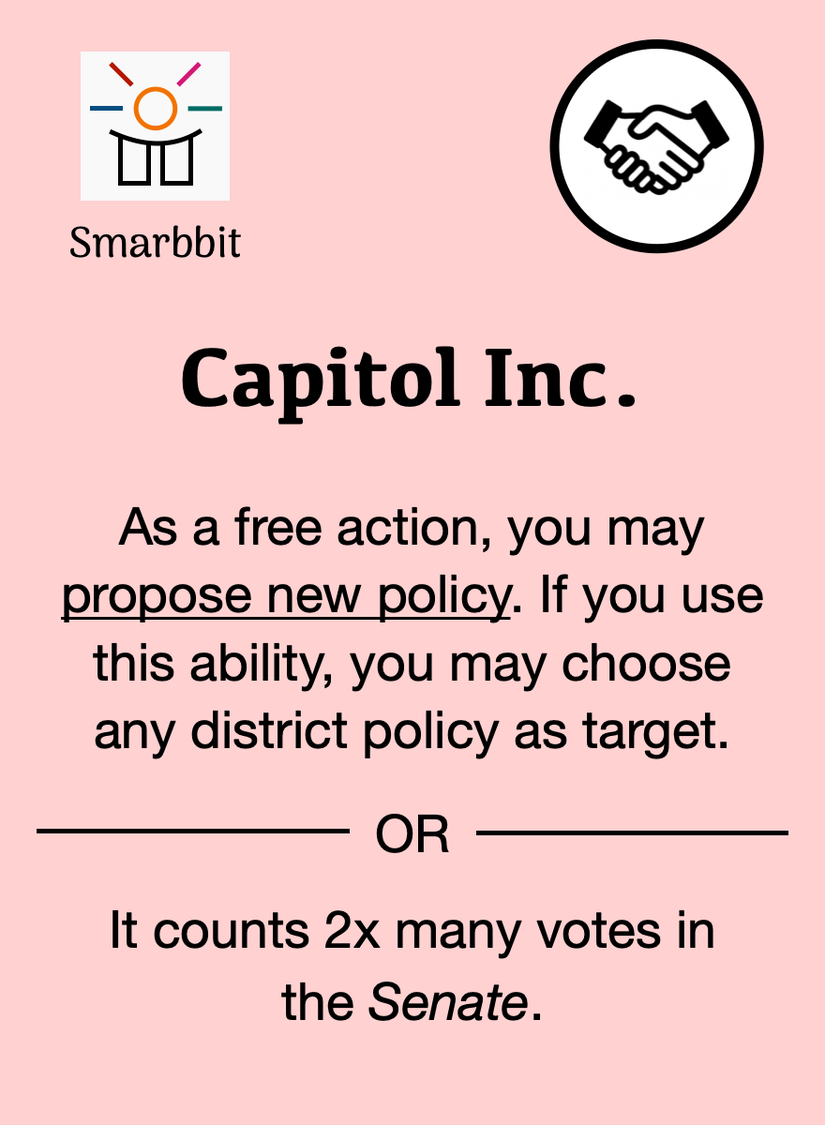 Smarbbit
Capitol Inc.
As a free action, you may
propose new policy. If you use
this ability, you may choose
any district policy as target.
OR
It counts 2x many votes in
the Senate.